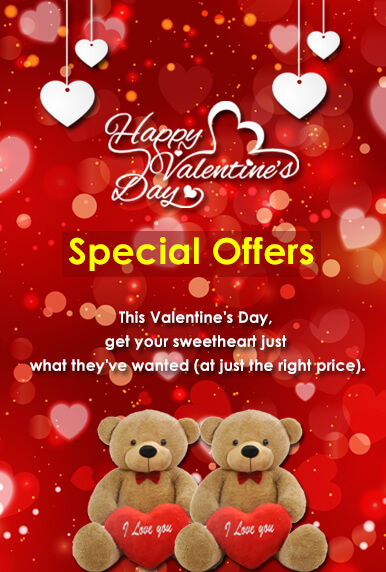 Happy
Valentine's
Day
Special Offers
This Valentine's Day,
get your sweetheart just
what they've wanted (at just the right price).
I Love you
I Love you